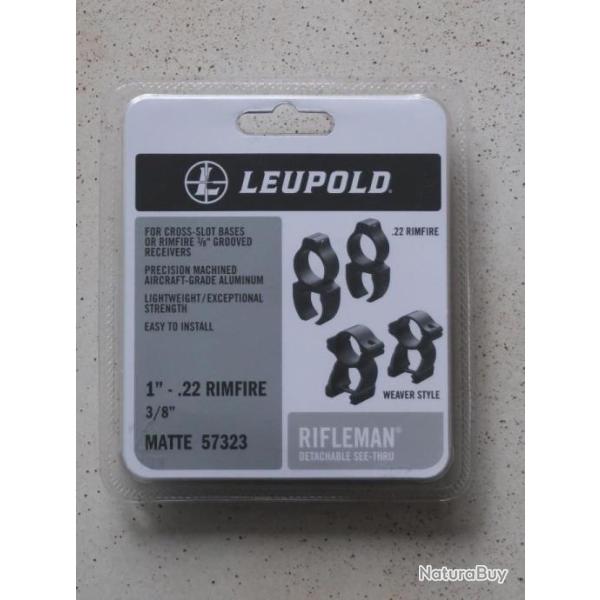 LEUPOLD®
FOR CROSS-SLOT BASES
OR RIMFIRE 3/8" GROOVED
RECEIVERS
PRECISION MACHINED
AIRCRAFT-GRADE ALUMINUM
LIGHTWEIGHT/EXCEPTIONAL
STRENGTH
EASY TO INSTALL
.22 RIMFIRE
WEAVER STYLE
1" - .22 RIMFIRE
3/8"
MATTE 57323
RIFLEMAN®
DETACHABLE SEE-THRU
NaturaBuy